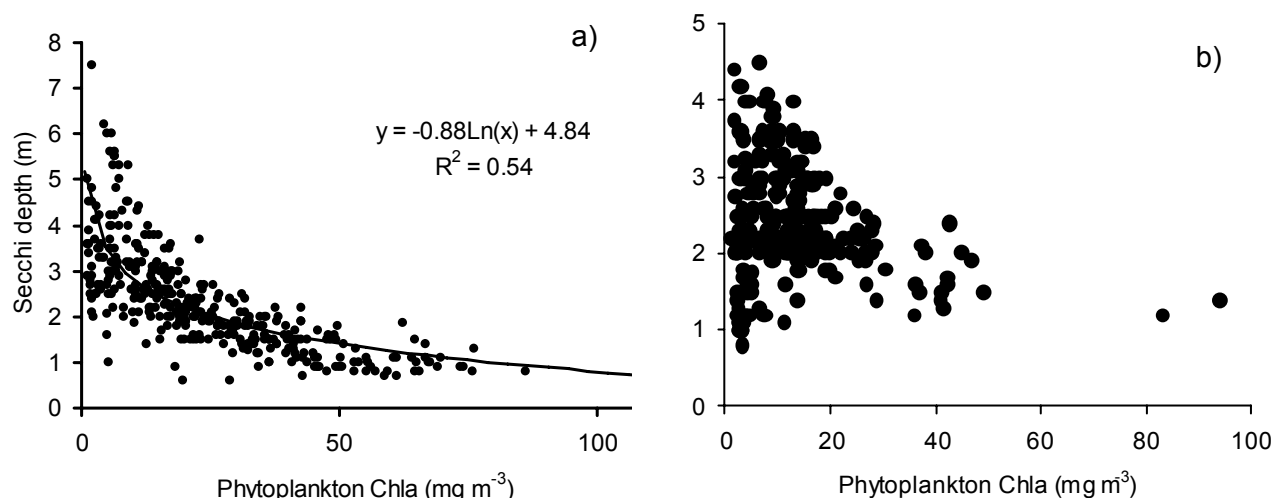 a)
8
7
6
5
4
3
2
1
0
Secchi depth (m)
y = -0.88Ln(x) + 4.84
R² = 0.54
0 50 100
Phytoplankton Chla (mg m⁻³)
b)
5
4
3
2
1
0
0 20 40 60 80 100
Phytoplankton Chla (mg m⁻³)